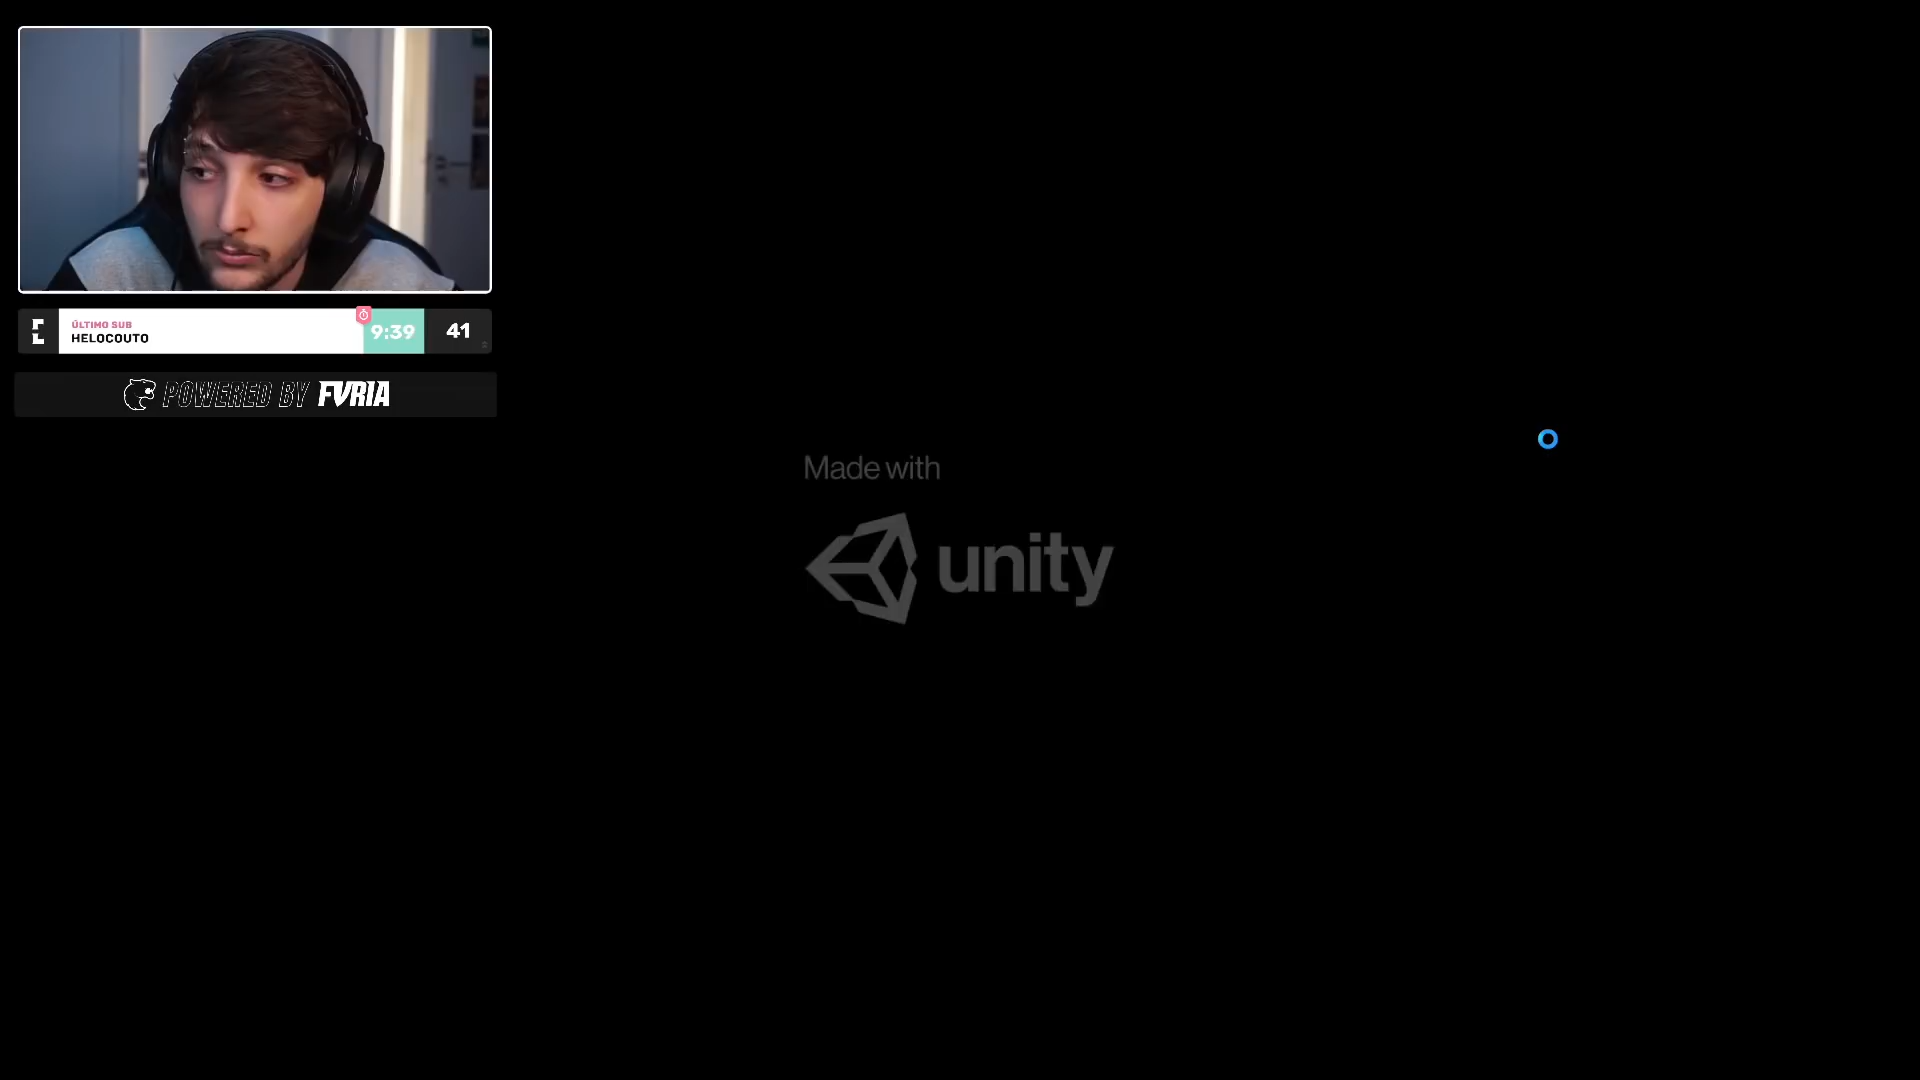 ÚLTIMO SUB
HELOCOUTO
9:39
41
POWERED BY FVRIA
Made with
unity